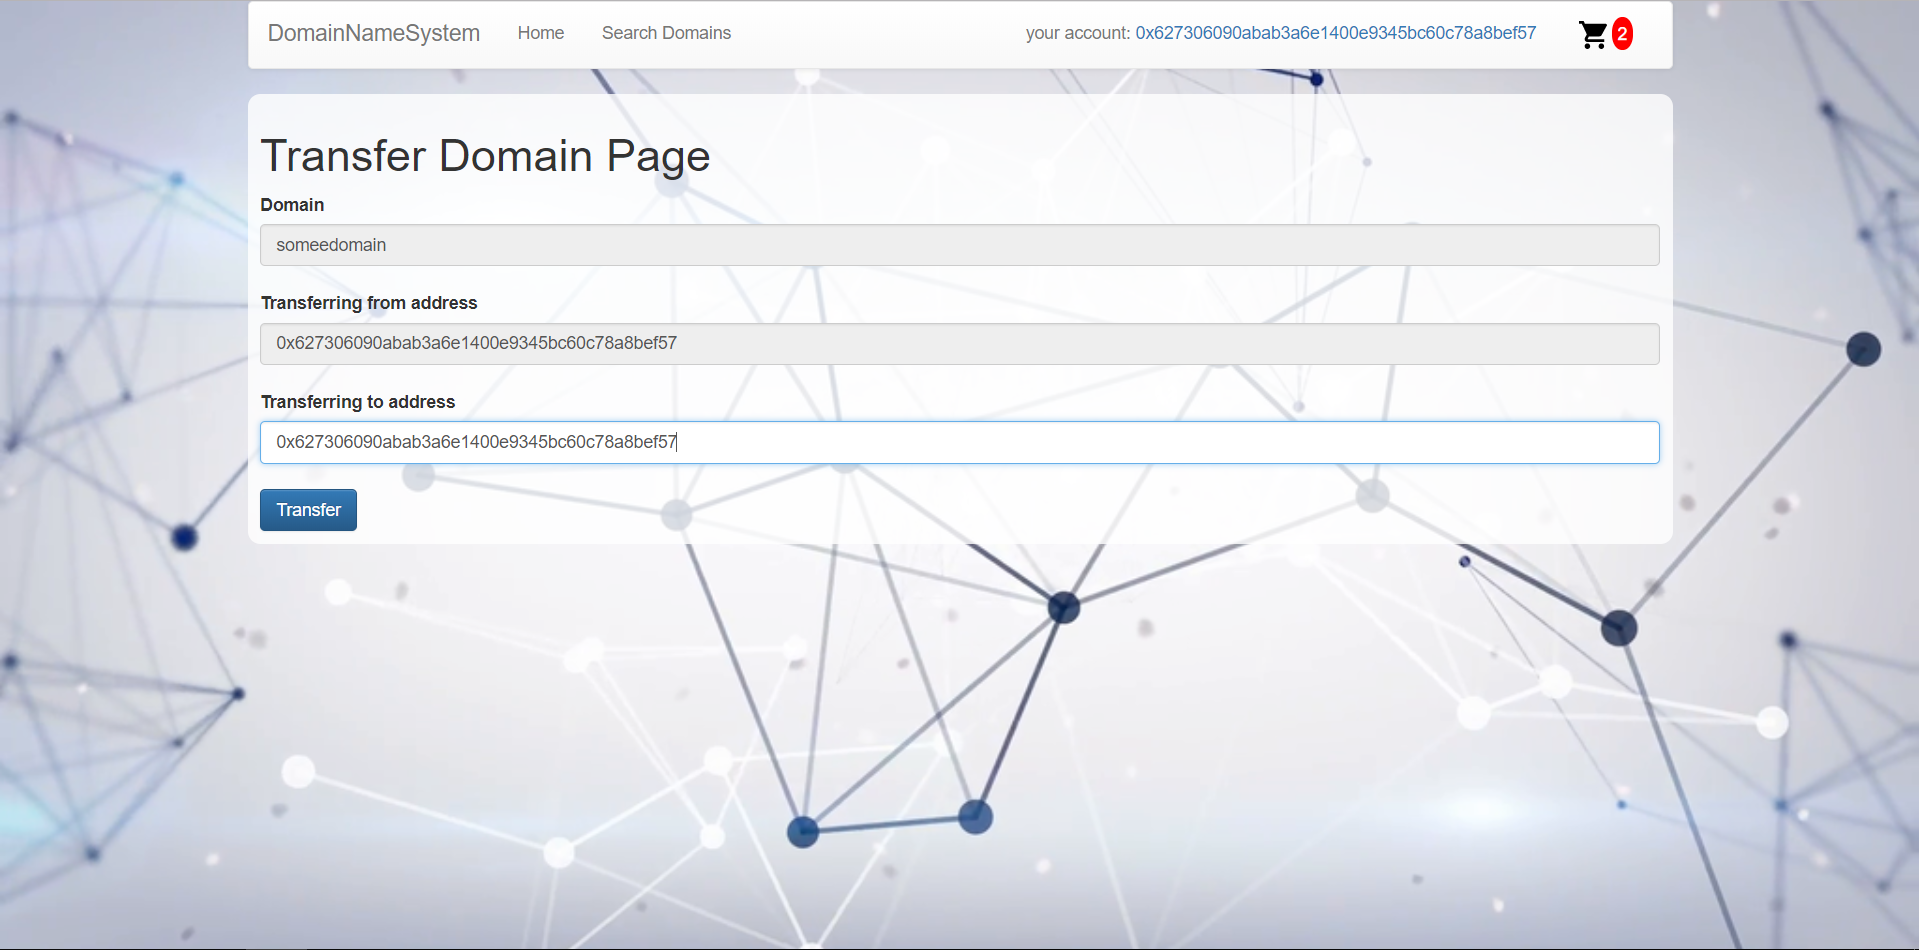 DomainNameSystem Home Search Domains your account: 0x627306090abab3a6e1400e9345bc60c78a8bef57 2
Transfer Domain Page
Domain
someedomain
Transferring from address
0x627306090abab3a6e1400e9345bc60c78a8bef57
Transferring to address
0x627306090abab3a6e1400e9345bc60c78a8bef57
Transfer